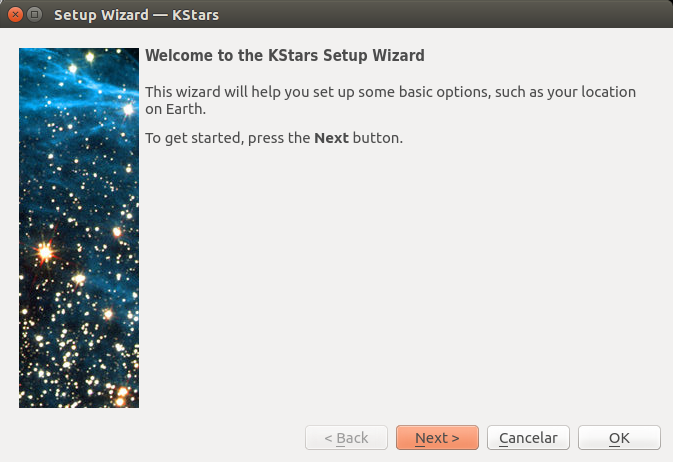 Setup Wizard — KStars
Welcome to the KStars Setup Wizard
This wizard will help you set up some basic options, such as your location
on Earth.
To get started, press the Next button.
< Back
Next >
Cancelar
OK